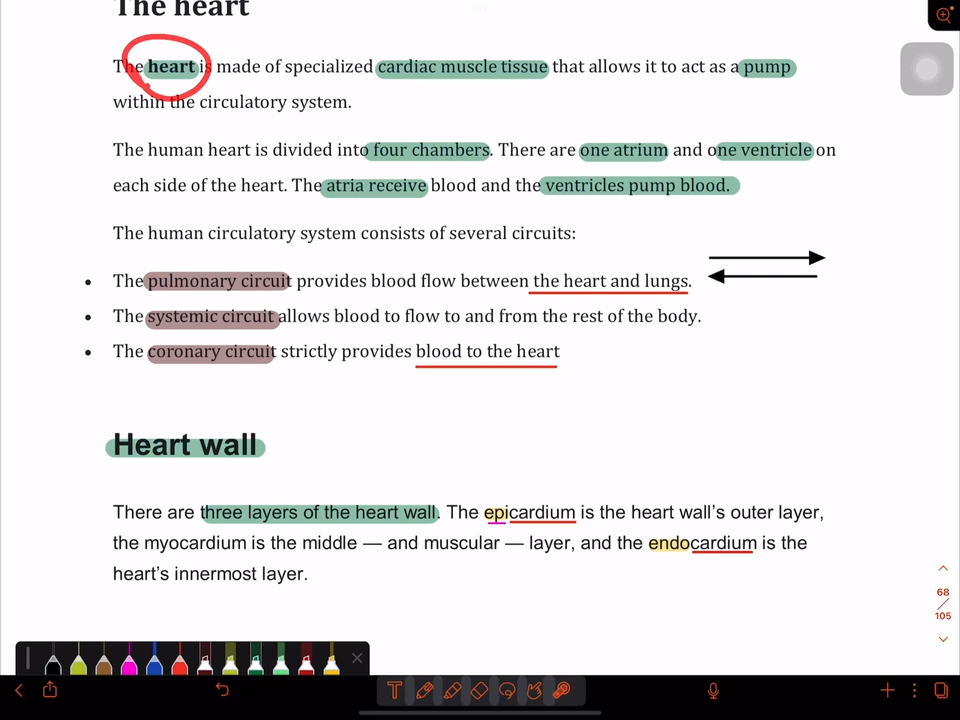 The heart
The heart is made of specialized cardiac muscle tissue that allows it to act as a pump
within the circulatory system.
The human heart is divided into four chambers. There are one atrium and one ventricle on
each side of the heart. The atria receive blood and the ventricles pump blood.
The human circulatory system consists of several circuits:
• The pulmonary circuit provides blood flow between the heart and lungs.
• The systemic circuit allows blood to flow to and from the rest of the body.
• The coronary circuit strictly provides blood to the heart
Heart wall
There are three layers of the heart wall. The epicardium is the heart wall’s outer layer,
the myocardium is the middle — and muscular — layer, and the endocardium is the
heart’s innermost layer.
68
105